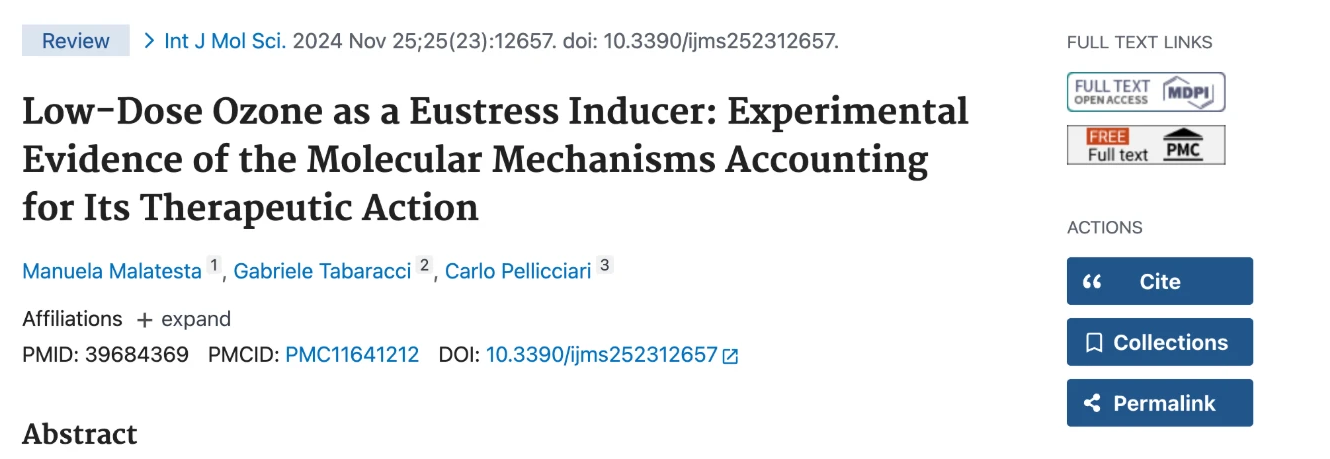 Review > Int J Mol Sci. 2024 Nov 25;25(23):12657. doi: 10.3390/ijms252312657.
Low-Dose Ozone as a Eustress Inducer: Experimental
Evidence of the Molecular Mechanisms Accounting
for Its Therapeutic Action
Manuela Malatesta 1, Gabriele Tabaracci 2, Carlo Pellicciari 3
Affiliations + expand
PMID: 39684369 PMCID: PMC11641212 DOI: 10.3390/ijms252312657
Abstract
FULL TEXT LINKS
FULL TEXT
OPEN ACCESS
MDPI
FREE
Full text
PMC
ACTIONS
Cite
Collections
Permalink